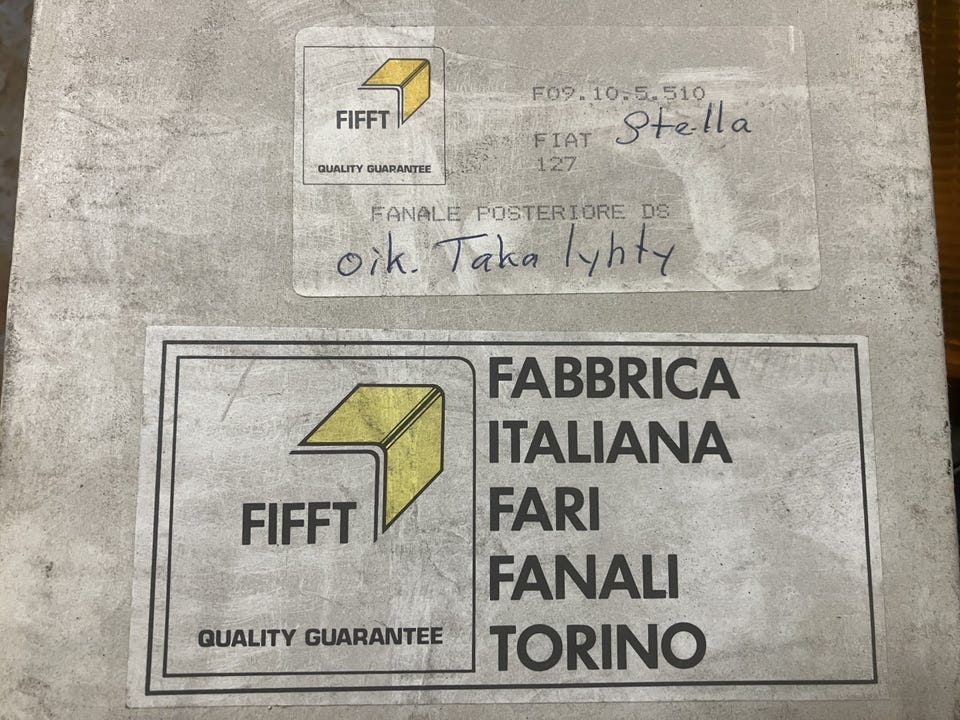 FIFFT
QUALITY GUARANTEE
F09.10.5.510
FIAT Stella
127
FANALE POSTERIORE DS
oik. Taka lyhty
FIFFT
QUALITY GUARANTEE
FABBRICA
ITALIANA
FARI
FANALI
TORINO